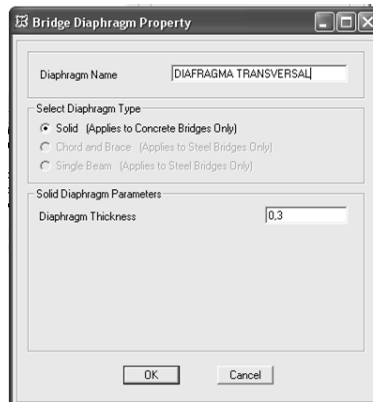 Bridge Diaphragm Property
Diaphragm Name DIAFRAGMA TRANSVERSAL
Select Diaphragm Type
Solid (Applies to Concrete Bridges Only)
Chord and Brace (Applies to Steel Bridges Only)
Single Beam (Applies to Steel Bridges Only)
Solid Diaphragm Parameters
Diaphragm Thickness 0,3
OK Cancel